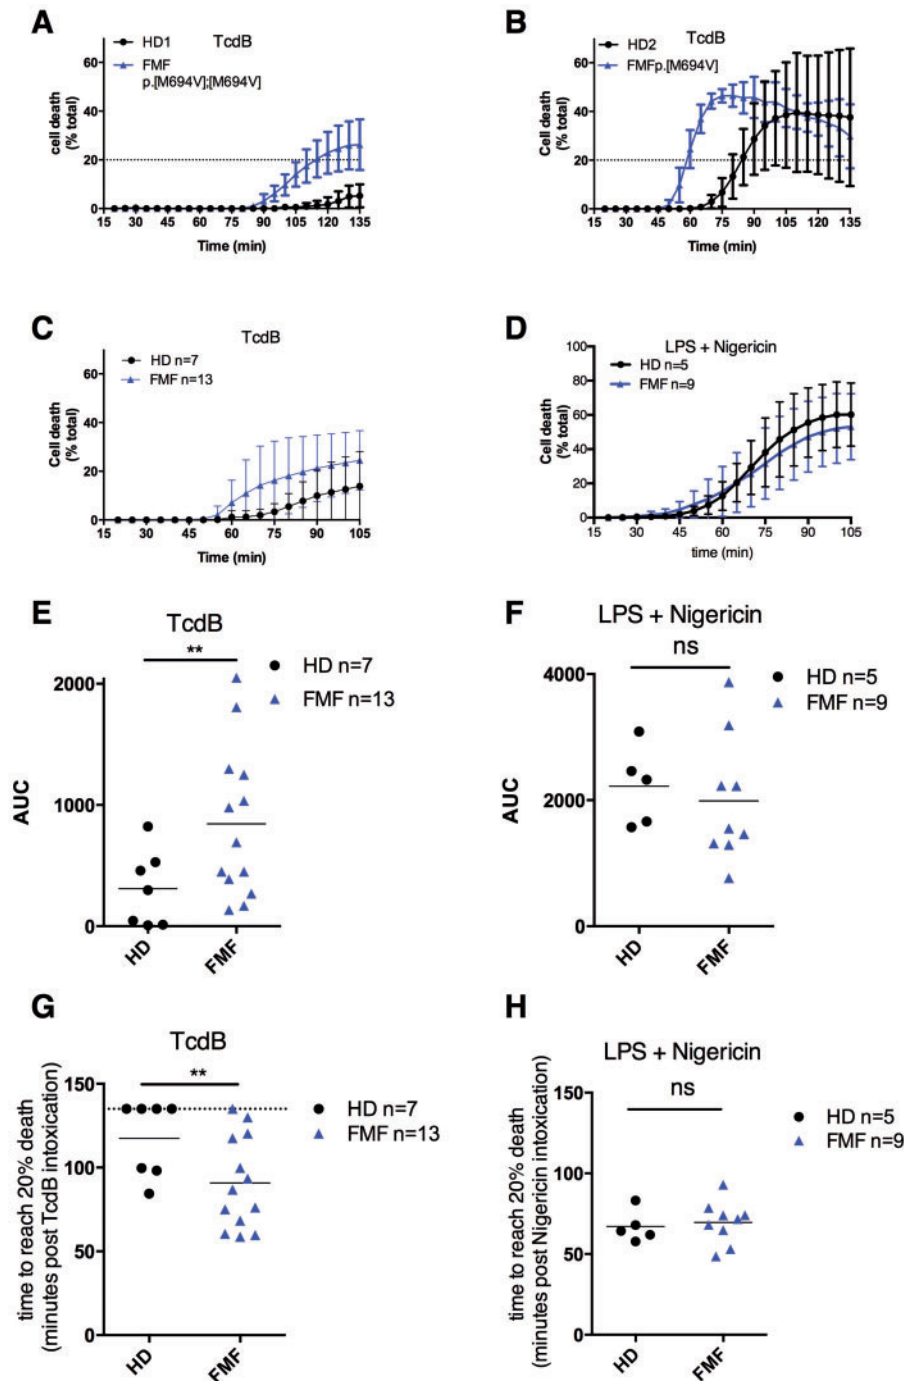 A
TcdB
HD1
FMF
p.[M694V];[M694V]
cell death
(% total)
60
40
20
0
15 30 45 60 75 90 105 120 135
Time (min)
B
TcdB
HD2
FMFp.[M694V]
Cell death
(% total)
60
40
20
0
15 30 45 60 75 90 105 120 135
Time (min)
C
TcdB
HD n=7
FMF n=13
Cell death
(% total)
60
40
20
0
15 30 45 60 75 90 105
Time (min)
D
LPS + Nigericin
HD n=5
FMF n=9
Cell death
(% total)
100
80
60
40
20
0
15 30 45 60 75 90 105
time (min)
E
TcdB
**
HD n=7
FMF n=13
AUC
2000
1000
0
HD
FMF
F
LPS + Nigericin
ns
HD n=5
FMF n=9
AUC
4000
2000
0
HD
FMF
G
TcdB
**
HD n=7
FMF n=13
time to reach 20% death
(minutes post TcdB intoxication)
150
100
50
0
HD
FMF
H
LPS + Nigericin
ns
HD n=5
FMF n=9
time to reach 20% death
(minutes post Nigericin intoxication)
150
100
50
0
HD
FMF